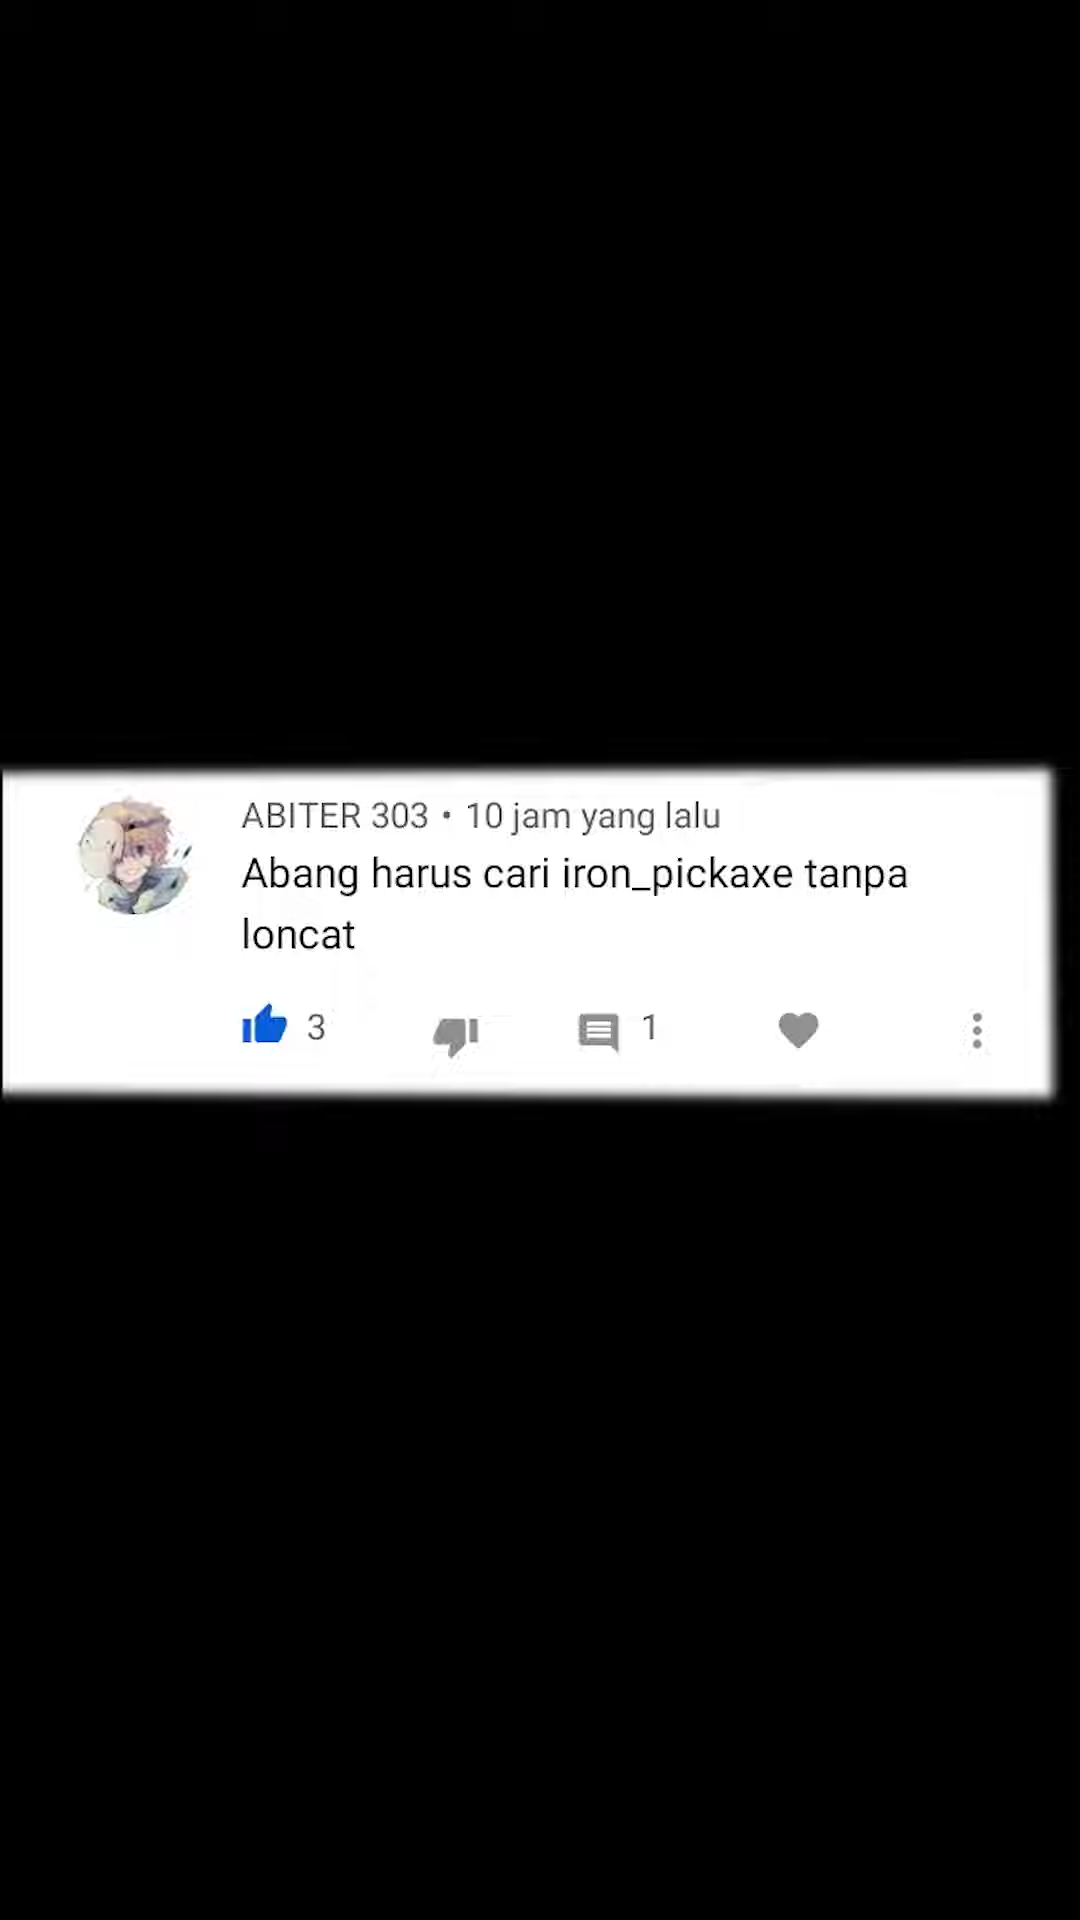 ABITER 303 • 10 jam yang lalu
Abang harus cari iron_pickaxe tanpa
loncat
3 1